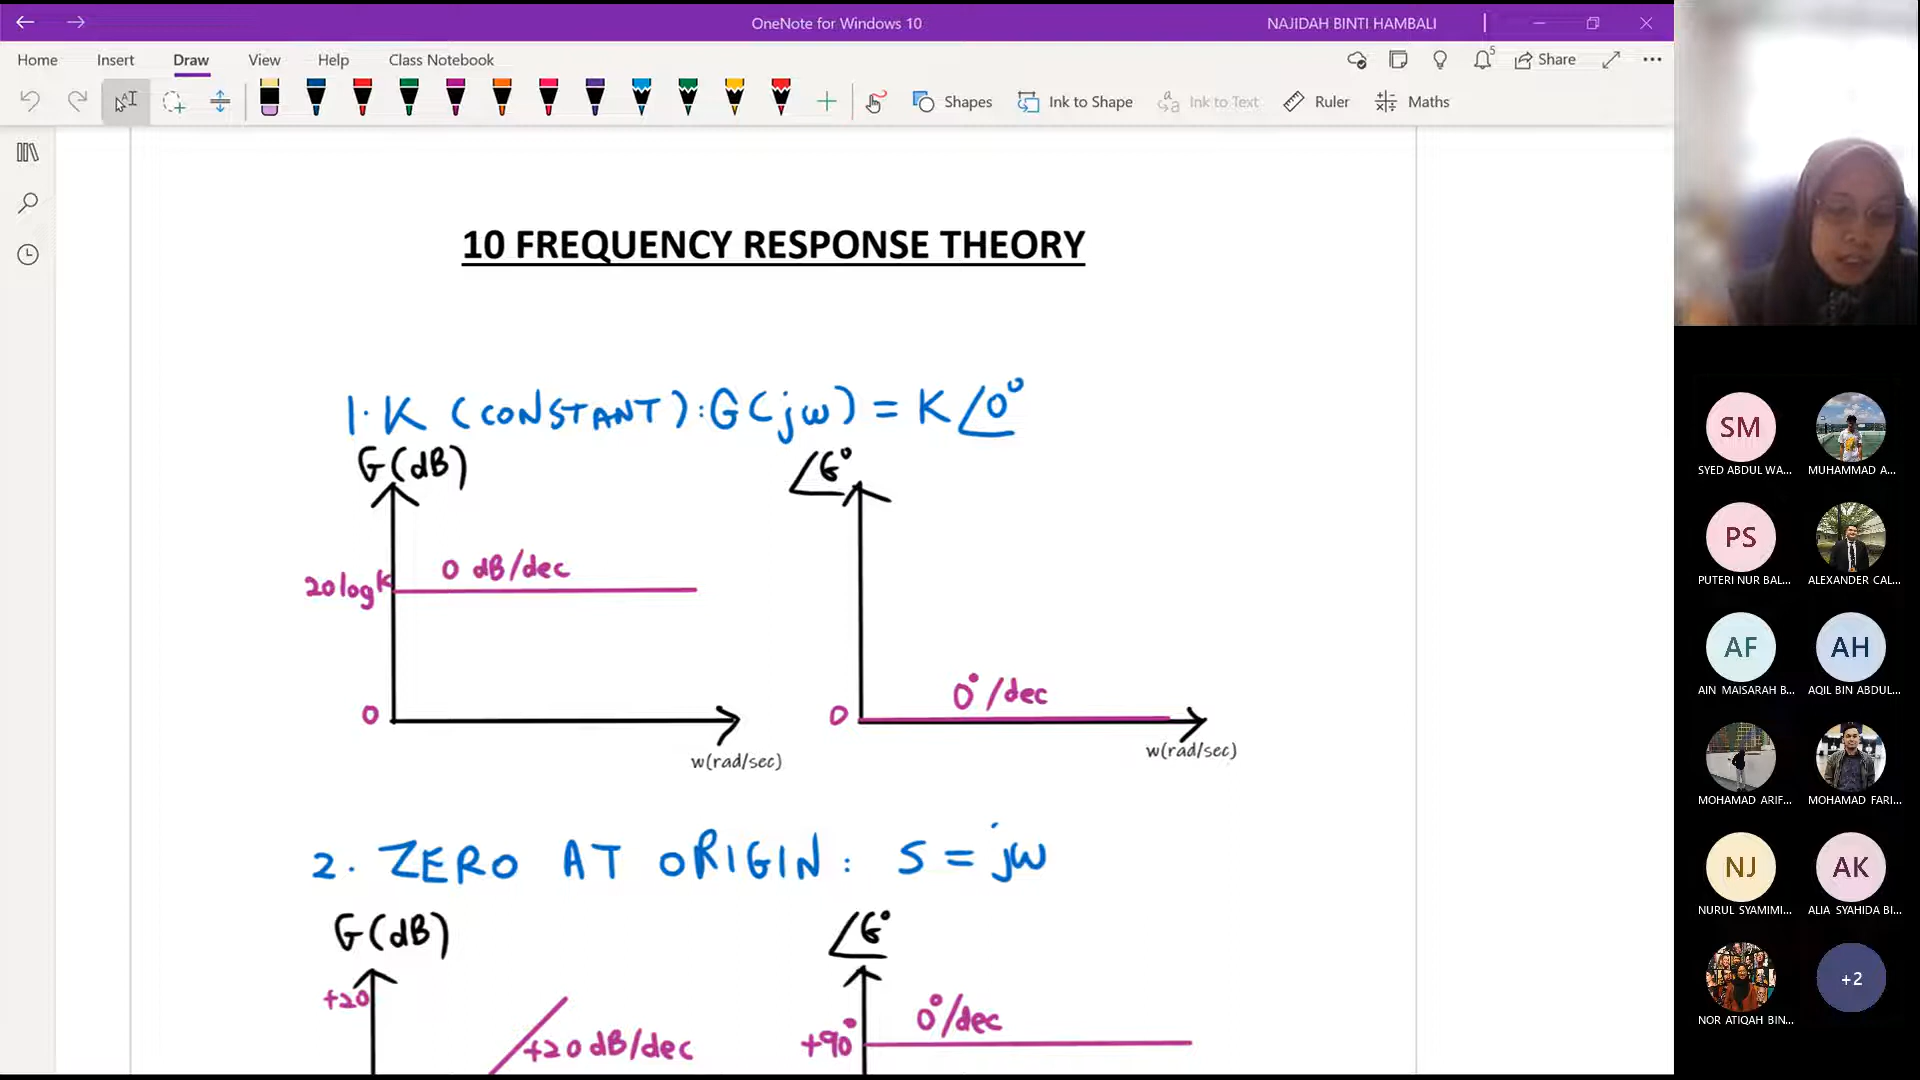 OneNote for Windows 10
NAJIDAH BINTI HAMBALI
Home Insert Draw View Help Class Notebook
5
Share
Shapes
Ink to Shape
Ink to Text
Ruler
Maths
10 FREQUENCY RESPONSE THEORY
1. K (CONSTANT) : G(jw) = K ∠0°
G(dB)
∠G°
20 log K
0 dB/dec
0
w(rad/sec)
0°/dec
0
w(rad/sec)
2. ZERO AT ORIGIN : S = jw
G(dB)
∠G°
+20
+20 dB/dec
0°/dec
+90°
SM
SYED ABDUL WA...
MUHAMMAD A...
PS
PUTERI NUR BAL...
ALEXANDER CAL...
AF
AIN MAISARAH B...
AH
AQIL BIN ABDUL...
MOHAMAD ARIF...
MOHAMAD FARI...
NJ
NURUL SYAMIMI...
AK
ALIA SYAHIDA BI...
NOR ATIQAH BIN...
+2